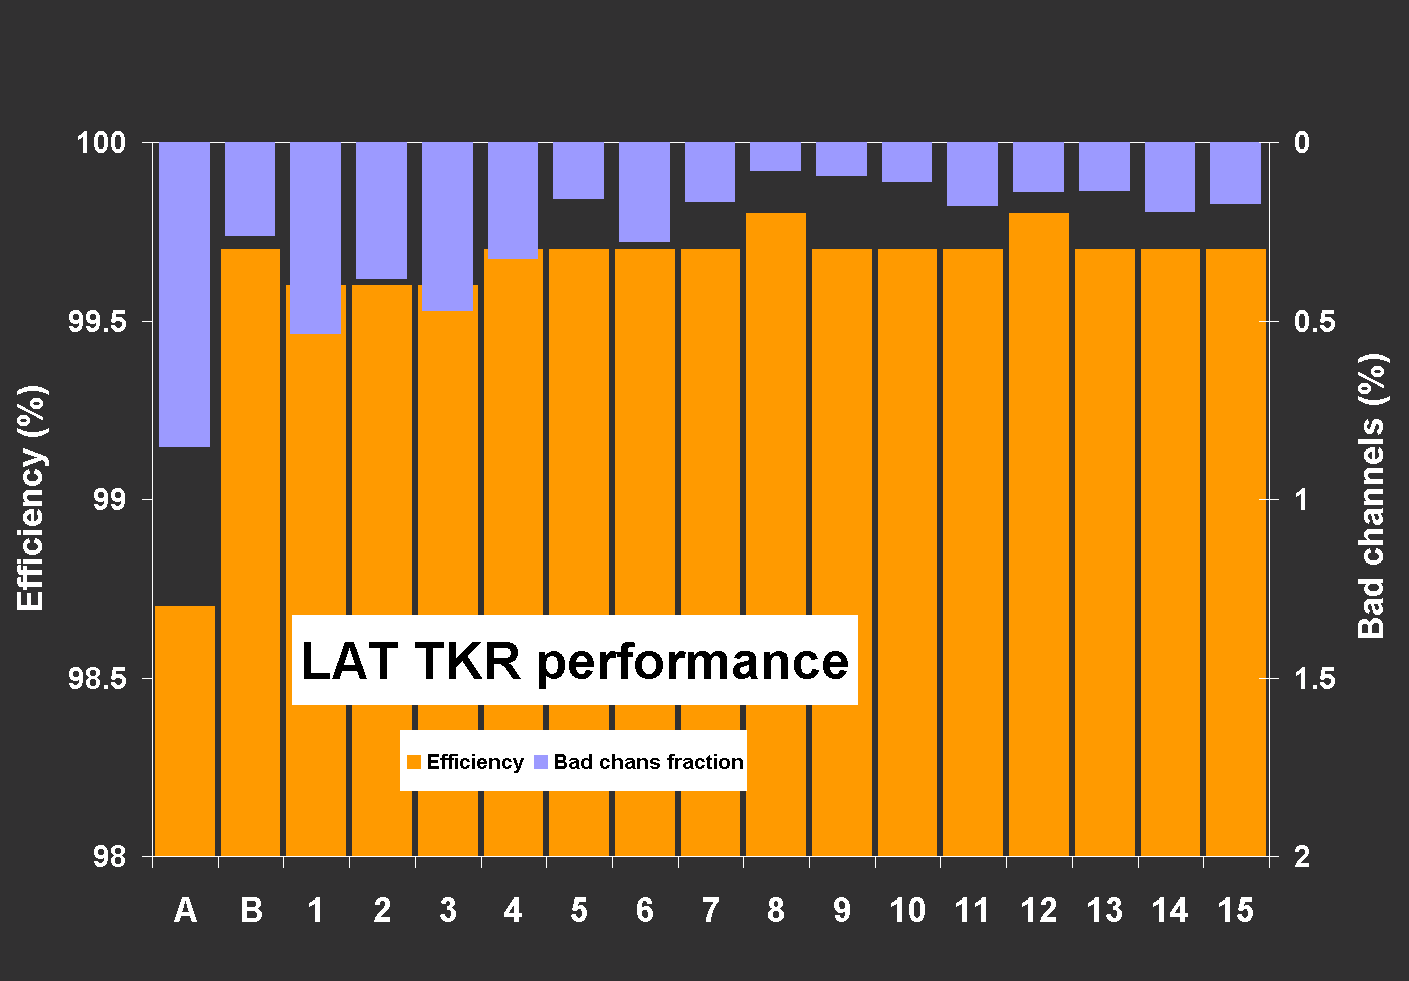 100
99.5
99
98.5
98
Efficiency (%)
0
0.5
1
1.5
2
Bad channels (%)
LAT TKR performance
Efficiency Bad chans fraction
A B 1 2 3 4 5 6 7 8 9 10 11 12 13 14 15